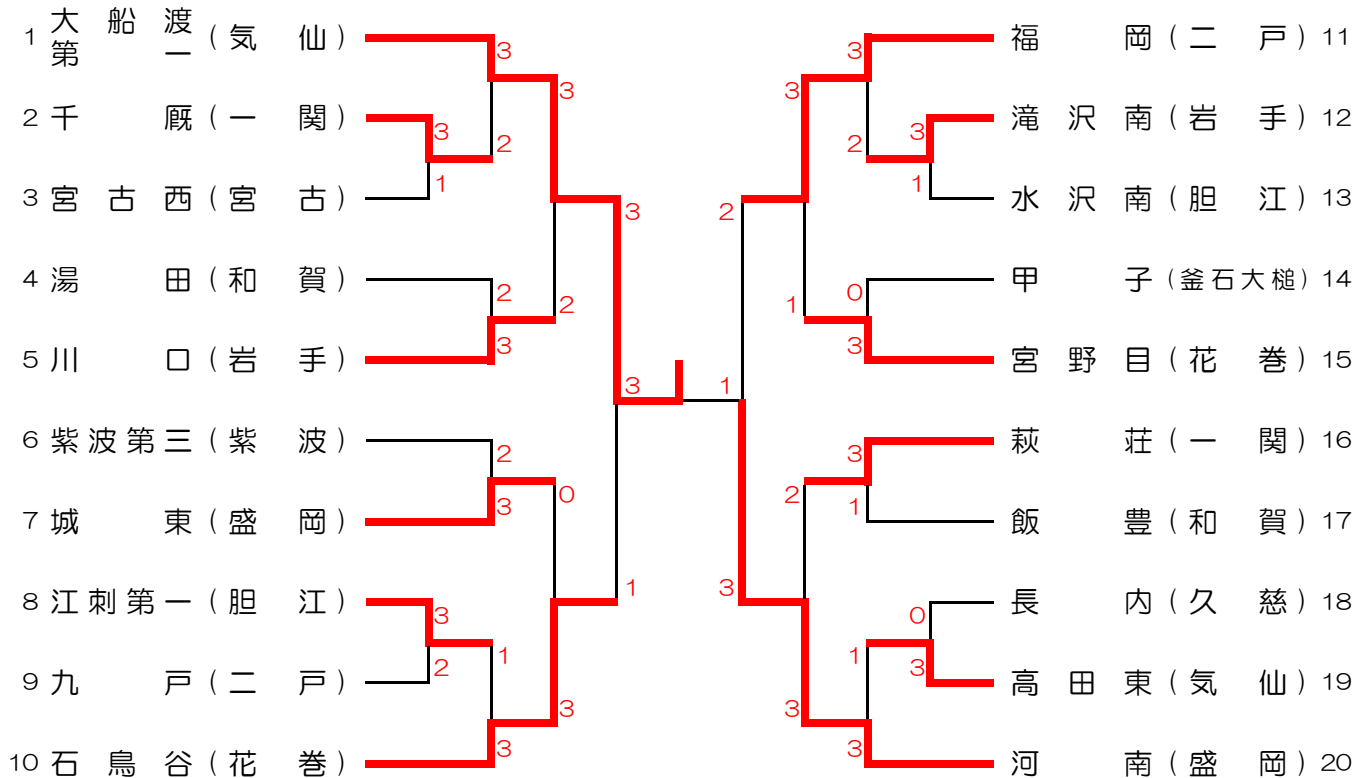 1 大船渡第一(気仙)
2 千厩(一関)
3 宮古西(宮古)
4 湯田(和賀)
5 川口(岩手)
6 紫波第三(紫波)
7 城東(盛岡)
8 江刺第一(胆江)
9 九戸(二戸)
10 石鳥谷(花巻)
3
3
3
2
1
3
2
2
3
3
2
0
3
1
3
1
2
3
3
福岡(二戸)11
滝沢南(岩手)12
水沢南(胆江)13
甲子(釜石大槌)14
宮野目(花巻)15
萩荘(一関)16
飯豊(和賀)17
長内(久慈)18
高田東(気仙)19
河南(盛岡)20
3
3
3
2
1
2
0
1
3
1
3
2
1
3
0
1
3
3
3